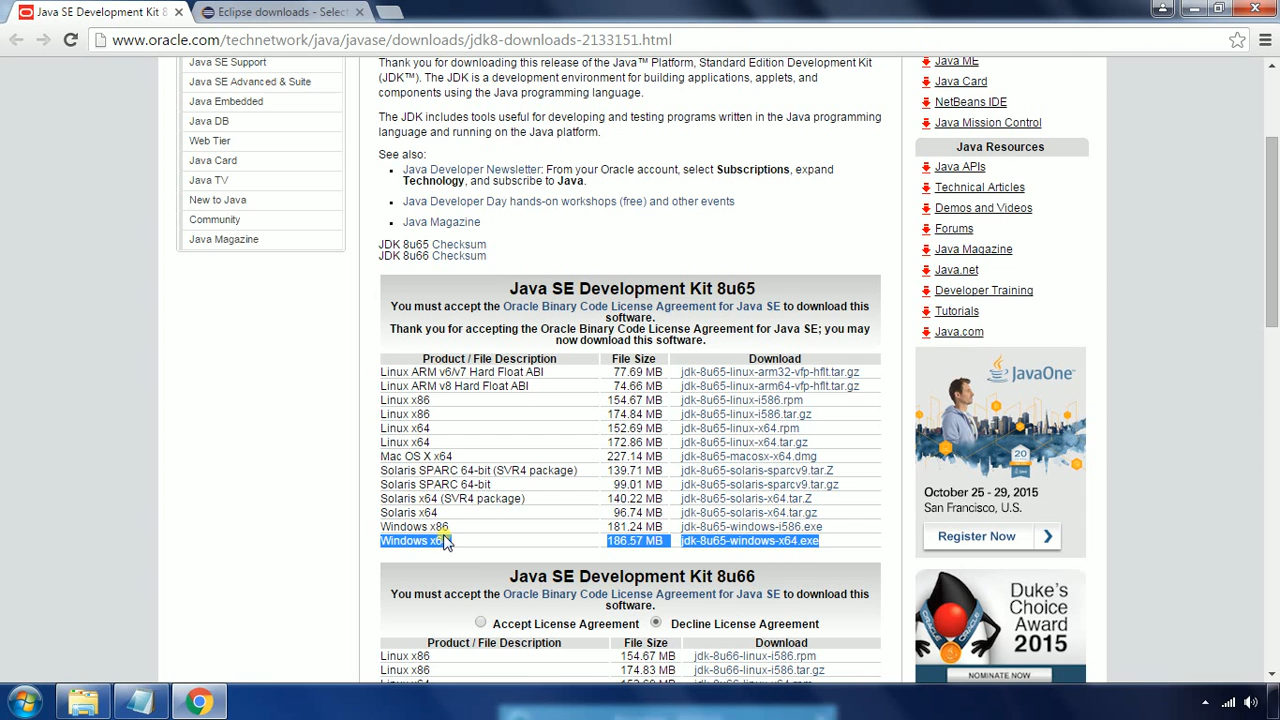 Java SE Development Kit 8
Eclipse downloads - Select
www.oracle.com/technetwork/java/javase/downloads/jdk8-downloads-2133151.html
Java SE Support
Java SE Advanced & Suite
Java Embedded
Java DB
Web Tier
Java Card
Java TV
New to Java
Community
Java Magazine
Thank you for downloading this release of the Java™ Platform, Standard Edition Development Kit
(JDK™). The JDK is a development environment for building applications, applets, and
components using the Java programming language.
The JDK includes tools useful for developing and testing programs written in the Java programming
language and running on the Java platform.
See also:
Java Developer Newsletter: From your Oracle account, select Subscriptions, expand
Technology, and subscribe to Java.
Java Developer Day hands-on workshops (free) and other events
Java Magazine
JDK 8u65 Checksum
JDK 8u66 Checksum
Java SE Development Kit 8u65
You must accept the Oracle Binary Code License Agreement for Java SE to download this
software.
Thank you for accepting the Oracle Binary Code License Agreement for Java SE; you may
now download this software.
Product / File Description File Size Download
Linux ARM v6/v7 Hard Float ABI 77.69 MB jdk-8u65-linux-arm32-vfp-hflt.tar.gz
Linux ARM v8 Hard Float ABI 74.66 MB jdk-8u65-linux-arm64-vfp-hflt.tar.gz
Linux x86 154.67 MB jdk-8u65-linux-i586.rpm
Linux x86 174.84 MB jdk-8u65-linux-i586.tar.gz
Linux x64 152.69 MB jdk-8u65-linux-x64.rpm
Linux x64 172.86 MB jdk-8u65-linux-x64.tar.gz
Mac OS X x64 227.14 MB jdk-8u65-macosx-x64.dmg
Solaris SPARC 64-bit (SVR4 package) 139.71 MB jdk-8u65-solaris-sparcv9.tar.Z
Solaris SPARC 64-bit 99.01 MB jdk-8u65-solaris-sparcv9.tar.gz
Solaris x64 (SVR4 package) 140.22 MB jdk-8u65-solaris-x64.tar.Z
Solaris x64 96.74 MB jdk-8u65-solaris-x64.tar.gz
Windows x86 181.24 MB jdk-8u65-windows-i586.exe
Windows x64 186.57 MB jdk-8u65-windows-x64.exe
Java SE Development Kit 8u66
You must accept the Oracle Binary Code License Agreement for Java SE to download this
software.
Accept License Agreement Decline License Agreement
Product / File Description File Size Download
Linux x86 154.67 MB jdk-8u66-linux-i586.rpm
Linux x86 174.83 MB jdk-8u66-linux-i586.tar.gz
Java ME
Java Card
NetBeans IDE
Java Mission Control
Java Resources
Java APIs
Technical Articles
Demos and Videos
Forums
Java Magazine
Java.net
Developer Training
Tutorials
Java.com
JavaOne™
20
October 25 - 29, 2015
San Francisco, U.S.
Register Now
Duke's
Choice
Award
2015
NOMINATE NOW